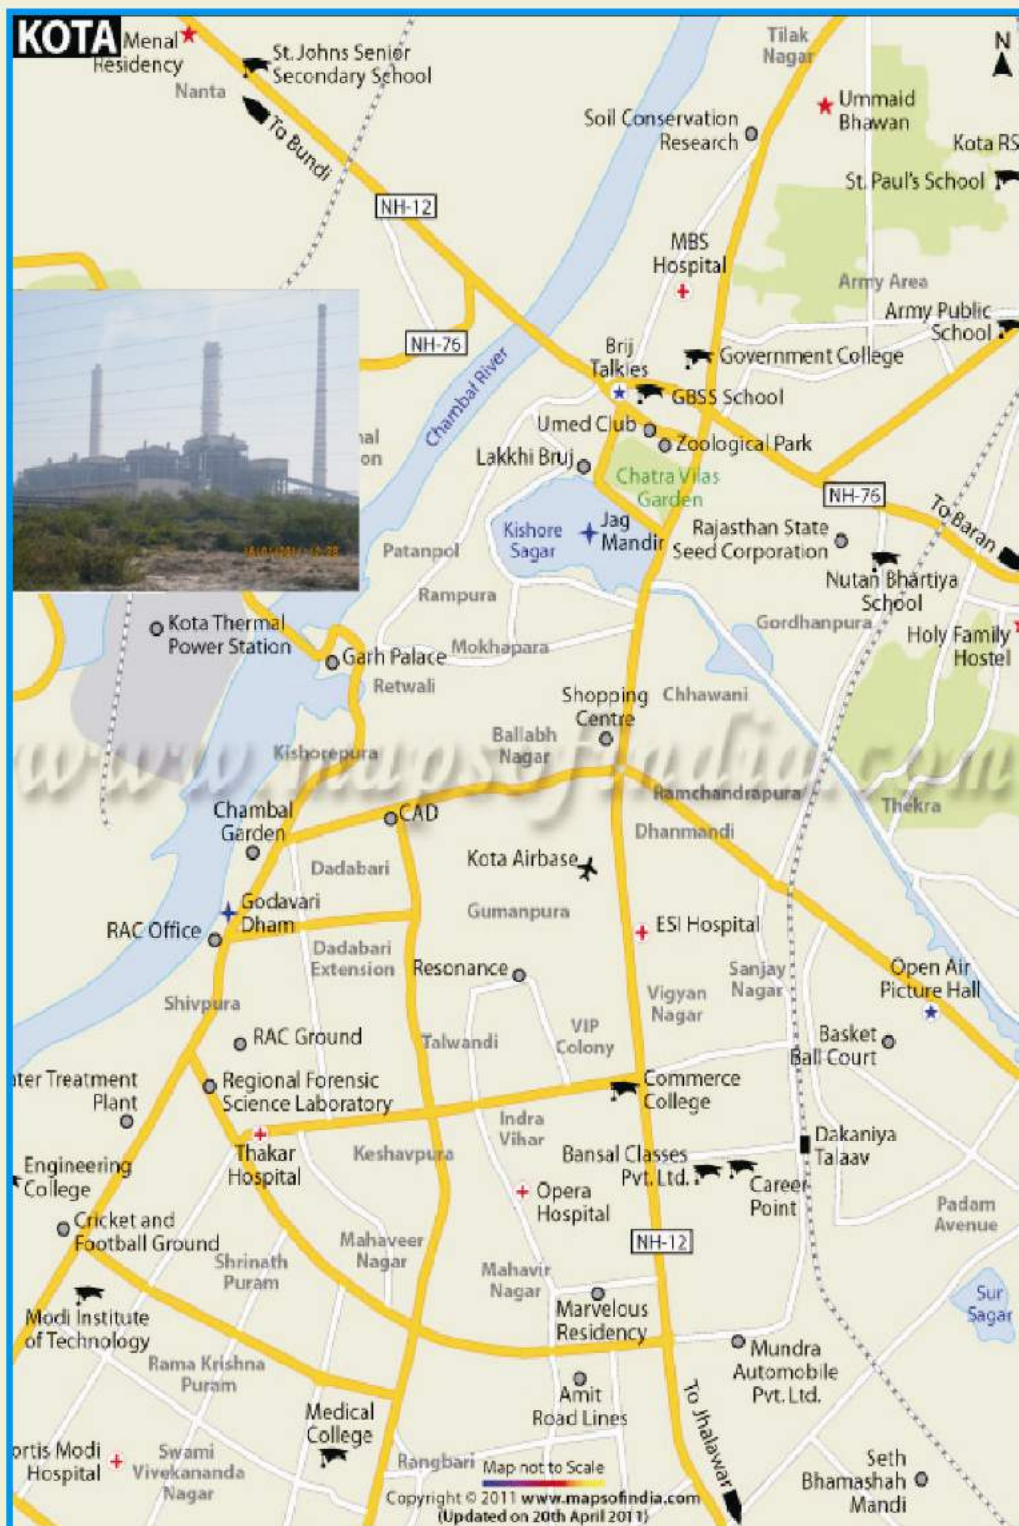 KOTA
Menal
Residency
Nanta
St. Johns Senior
Secondary School
To Bundi
NH-12
Tilak
Nagar
N
Ummaid
Bhawan
Soil Conservation
Research
Kota RS
St. Paul's School
MBS
Hospital
Army Area
Army Public
School
NH-76
Chambal River
Brij
Talkies
Government College
GBSS School
Umed Club
Zoological Park
Lakkhi Bruj
Chatra Vilas
Garden
NH-76
To Baran
Kishore
Sagar
Jag
Mandir
Rajasthan State
Seed Corporation
Patanpol
Nutan Bhartiya
School
Rampura
Gordhanpura
Kota Thermal
Power Station
Mokhapara
Holy Family
Hostel
Garh Palace
Retwali
Chhawani
Shopping
Centre
Ballabh
Nagar
Kishorepura
www.mapsofindia.com
Ramchandrapura
Thekra
Chambal
Garden
CAD
Dhanmandi
Dadabari
Kota Airbase
Godavari
Dham
Gumanpura
RAC Office
ESI Hospital
Dadabari
Extension
Resonance
Sanjay
Nagar
Open Air
Picture Hall
Shivpura
Vigyan
Nagar
RAC Ground
Talwandi
VIP
Colony
Basket
Ball Court
ter Treatment
Plant
Regional Forensic
Science Laboratory
Commerce
College
Indra
Vihar
Thakar
Hospital
Keshavpura
Bansal Classes
Pvt. Ltd.
Dakaniya
Talaav
Engineering
College
Career
Point
Opera
Hospital
Padam
Avenue
Cricket and
Football Ground
Mahaveer
Nagar
NH-12
Shrinath
Puram
Mahavir
Nagar
Sur
Sagar
Modi Institute
of Technology
Marvelous
Residency
Mundra
Automobile
Pvt. Ltd.
Rama Krishna
Puram
Amit
Road Lines
To Jhalawar
Medical
College
ortis Modi
Hospital
Swami
Vivekananda
Nagar
Rangbari
Seth
Bhamashah
Mandi
Map not to Scale
Copyright © 2011 www.mapsofindia.com
(Updated on 20th April 2011)